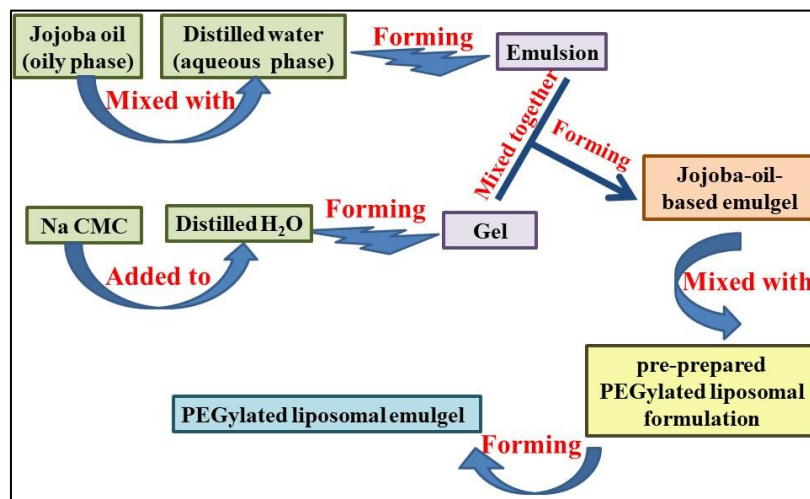 Jojoba oil
(oily phase)
Mixed with
Distilled water
(aqueous phase)
Forming
Emulsion
Na CMC
Added to
Distilled H₂O
Forming
Gel
Mixed together
Forming
Jojoba-oil-
based emulgel
Mixed with
pre-prepared
PEGylated liposomal
formulation
Forming
PEGylated liposomal emulgel